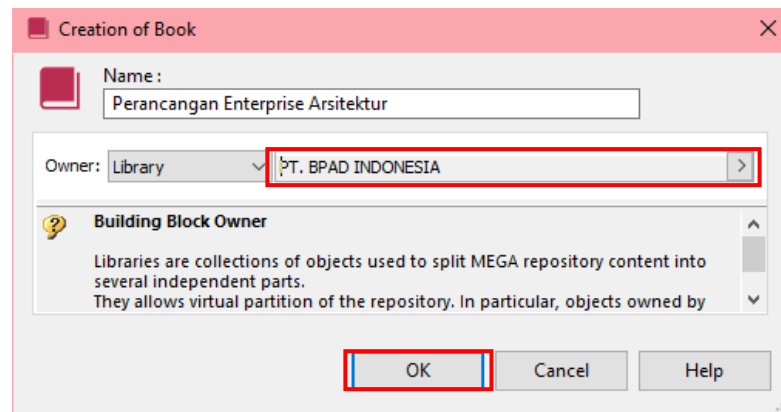 Creation of Book
Name :
Perancangan Enterprise Arsitektur
Owner: Library PT. BPAD INDONESIA >
Building Block Owner
Libraries are collections of objects used to split MEGA repository content into
several independent parts.
They allows virtual partition of the repository. In particular, objects owned by
OK Cancel Help